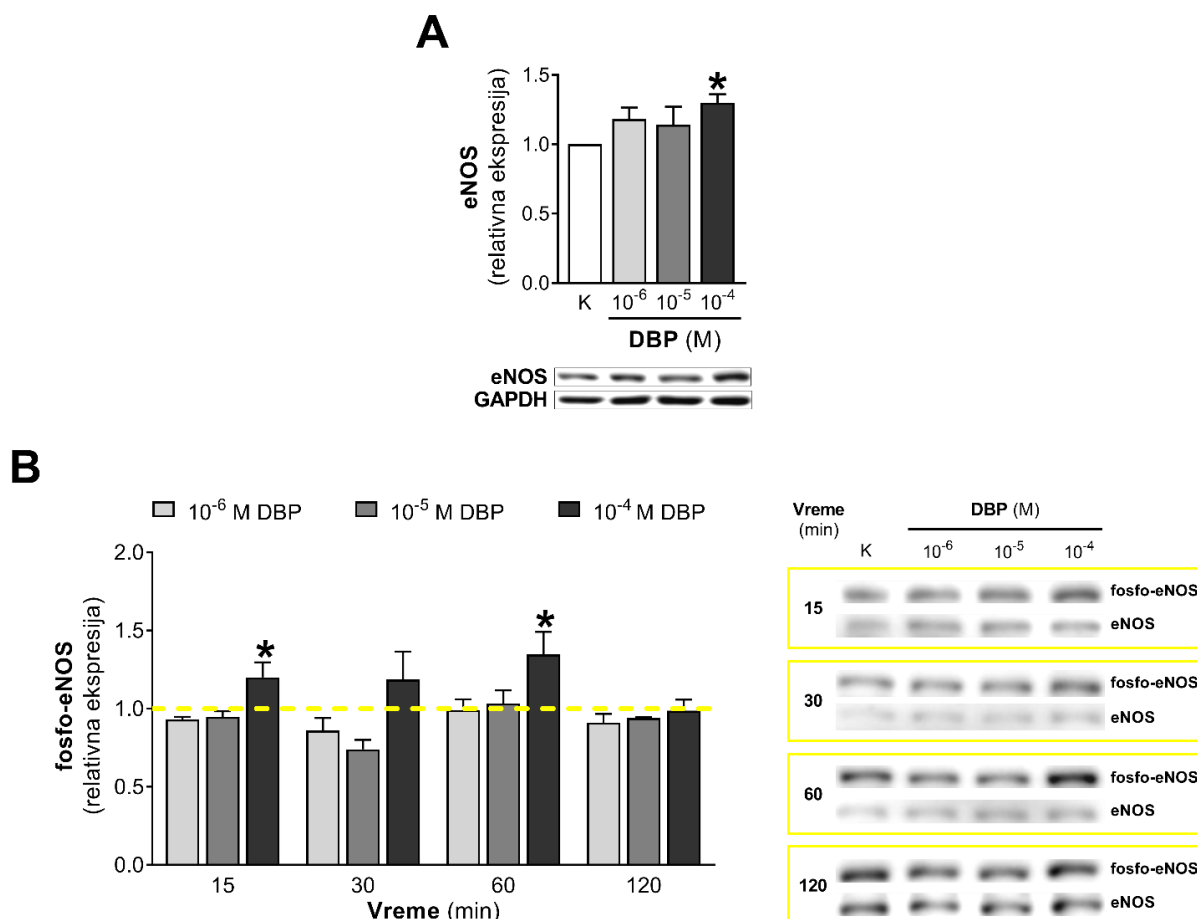 A
eNOS
(relativna ekspresija)
1.5
1.0
0.5
0.0
*
K 10⁻⁶ 10⁻⁵ 10⁻⁴
DBP (M)
eNOS
GAPDH
B
10⁻⁶ M DBP 10⁻⁵ M DBP 10⁻⁴ M DBP
fosfo-eNOS
(relativna ekspresija)
2.0
1.5
1.0
0.5
0.0
*
*
15 30 60 120
Vreme (min)
Vreme
(min)
DBP (M)
K 10⁻⁶ 10⁻⁵ 10⁻⁴
15
fosfo-eNOS
eNOS
30
fosfo-eNOS
eNOS
60
fosfo-eNOS
eNOS
120
fosfo-eNOS
eNOS